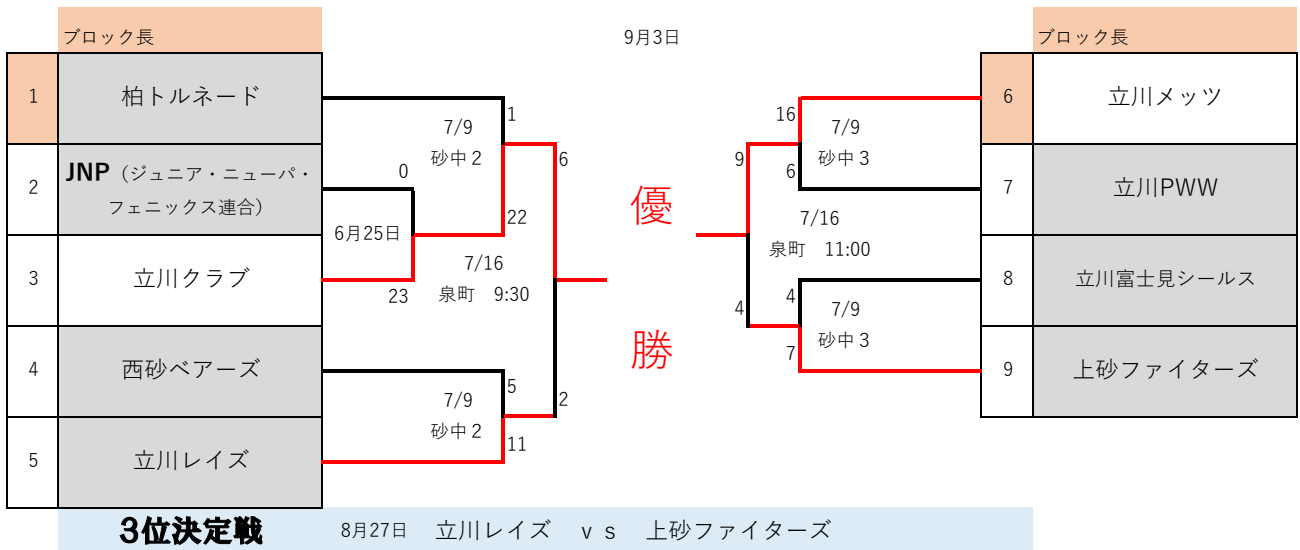 ブロック長
9月3日
ブロック長
1 柏トルネード
2 JNP（ジュニア・ニューパ・
フェニックス連合）
3 立川クラブ
4 西砂ベアーズ
5 立川レイズ
1
7/9
砂中２
0
6
22
6月25日
23
7/16
泉町 9:30
5
7/9
砂中２
2
11
優
勝
16
7/9
砂中３
9
6
7/16
泉町 11:00
4
4
7/9
砂中３
7
6 立川メッツ
7 立川PWW
8 立川富士見シールス
9 上砂ファイターズ
3位決定戦 8月27日 立川レイズ ｖｓ 上砂ファイターズ